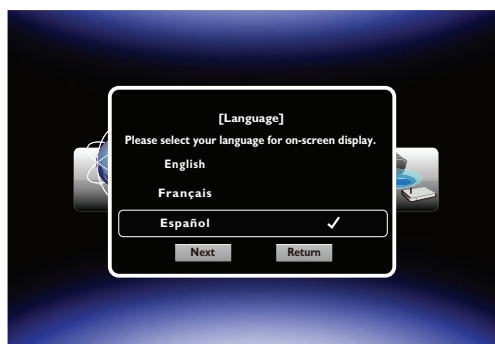 [Language]
Please select your language for on-screen display.
English
Français
Español
Next Return